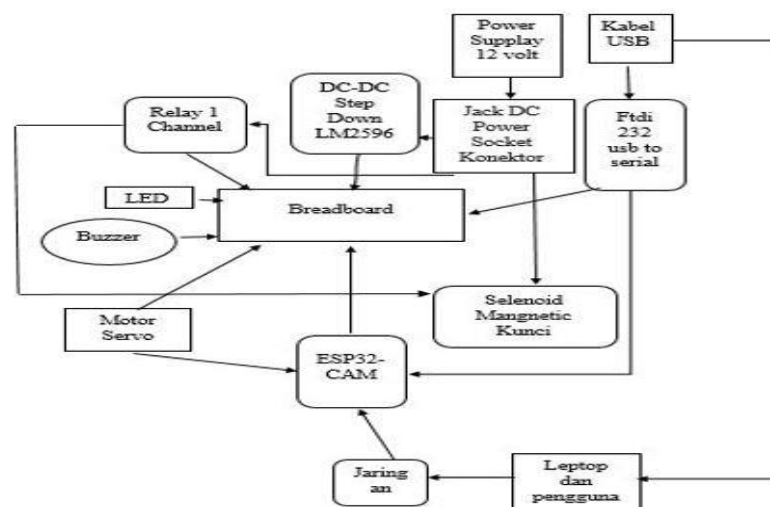 Power
Supplay
12 volt
Kabel
USB
DC-DC
Step
Down
LM2596
Relay 1
Channel
Jack DC
Power
Socket
Konektor
Ftdi
232
usb to
serial
LED
Breadboard
Buzzer
Motor
Servo
Selenoid
Mangnetic
Kunci
ESP32-
CAM
Jaring
an
Leptop
dan
pengguna